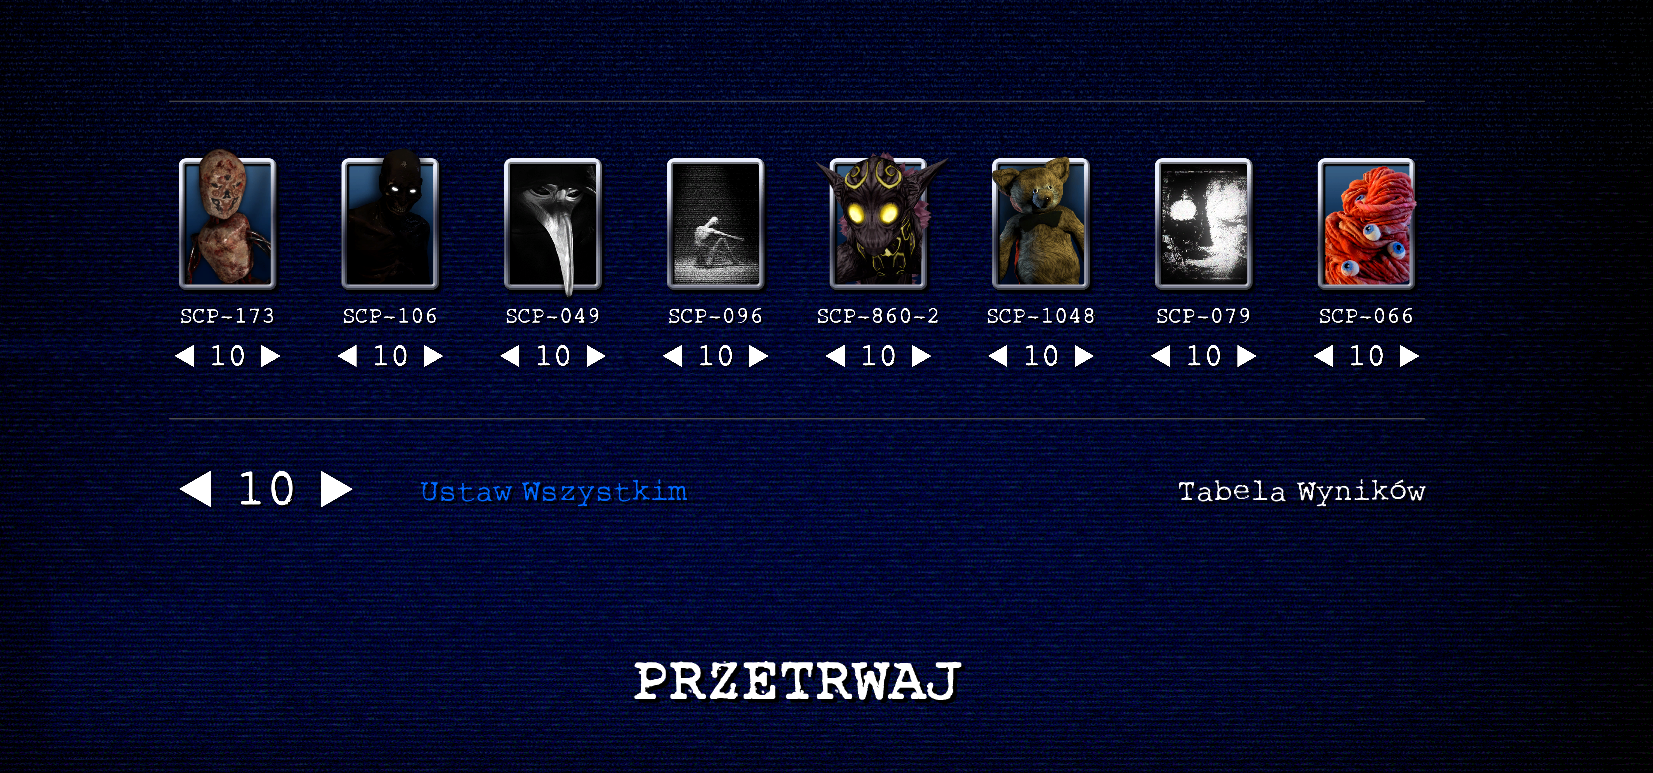 SCP-173 SCP-106 SCP-049 SCP-096 SCP-860-2 SCP-1048 SCP-079 SCP-066
10 10 10 10 10 10 10 10
10 Ustaw Wszystkim Tabela Wyników
PRZETRWAJ